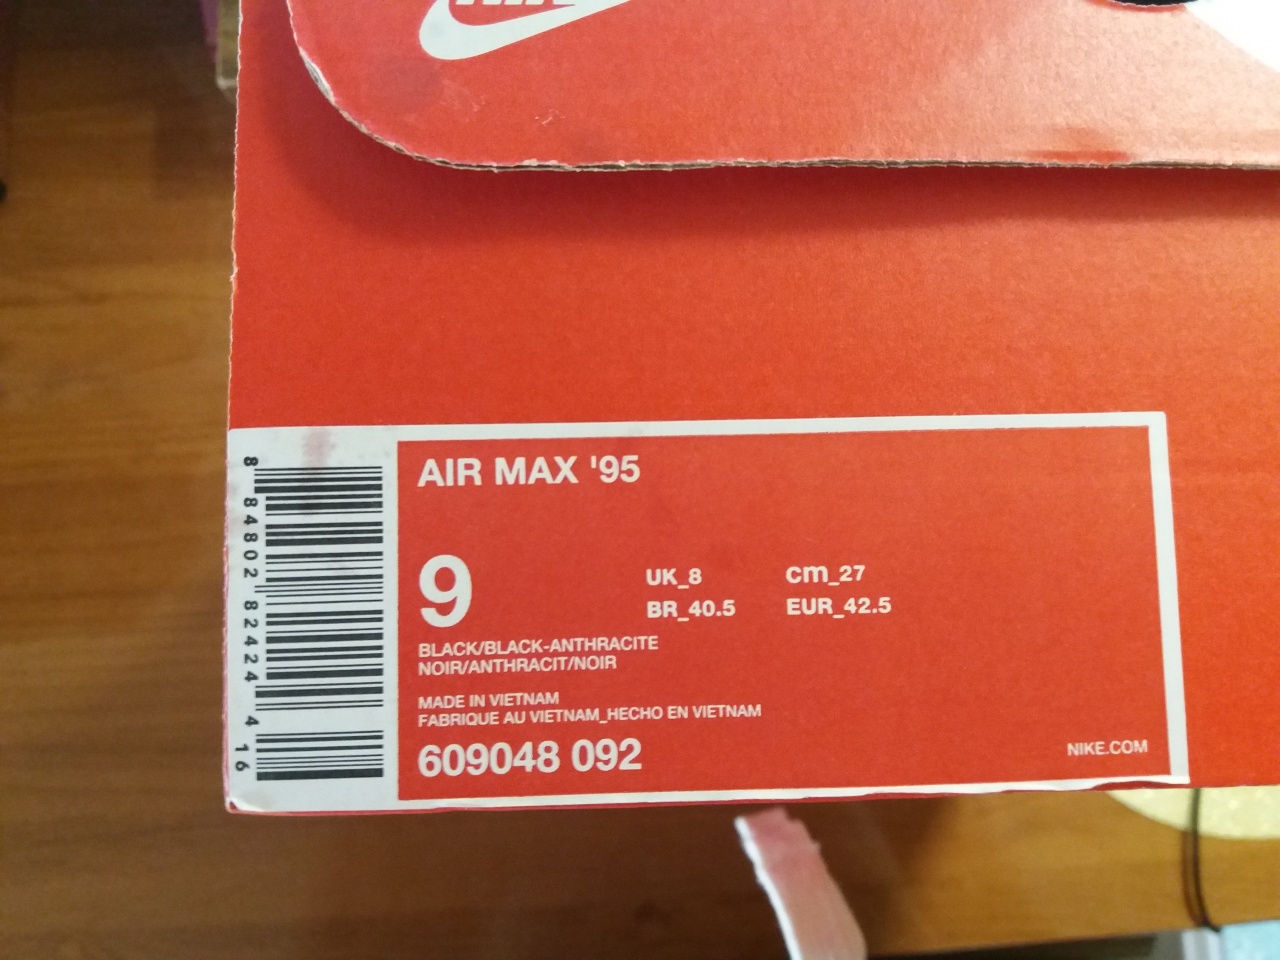 AIR MAX '95
9
UK_8 cm_27
BR_40.5 EUR_42.5
BLACK/BLACK-ANTHRACITE
NOIR/ANTHRACIT/NOIR
MADE IN VIETNAM
FABRIQUE AU VIETNAM_HECHO EN VIETNAM
609048 092
NIKE.COM
8 84802 82424 4 16